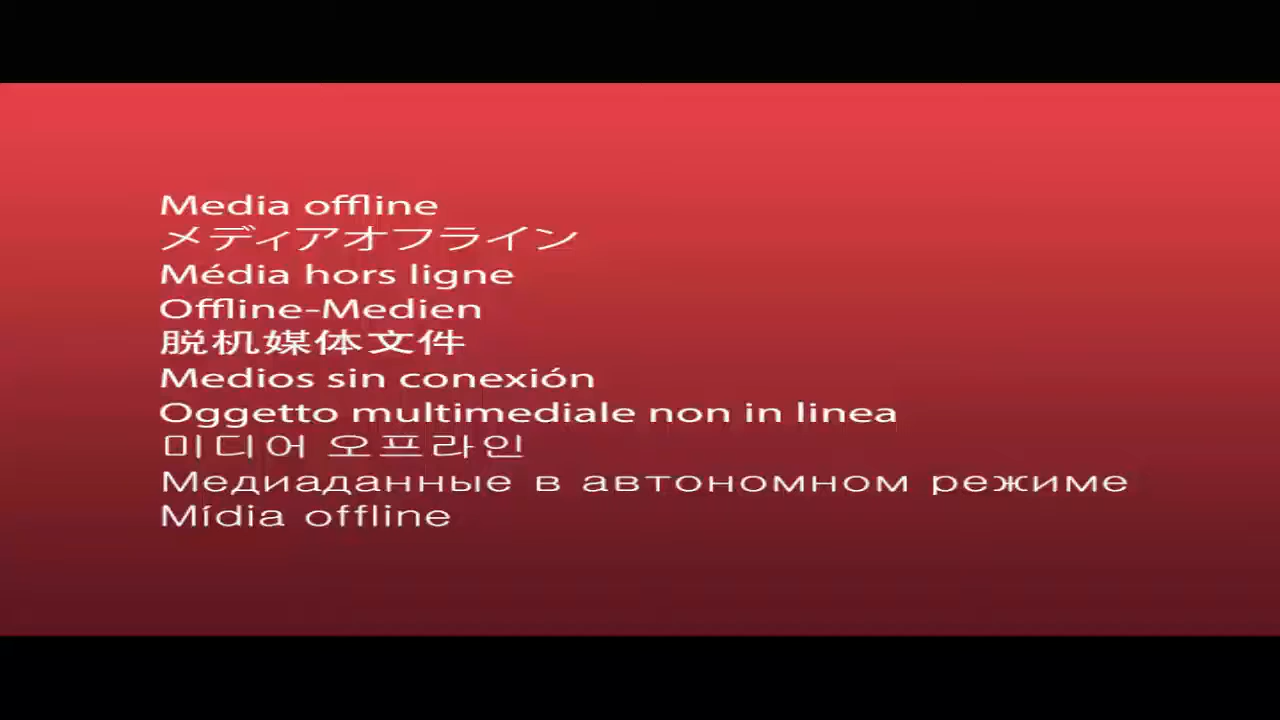 Media offline
メディアオフライン
Média hors ligne
Offline-Medien
脱机媒体文件
Medios sin conexión
Oggetto multimediale non in linea
미디어 오프라인
Медиаданные в автономном режиме
Mídia offline